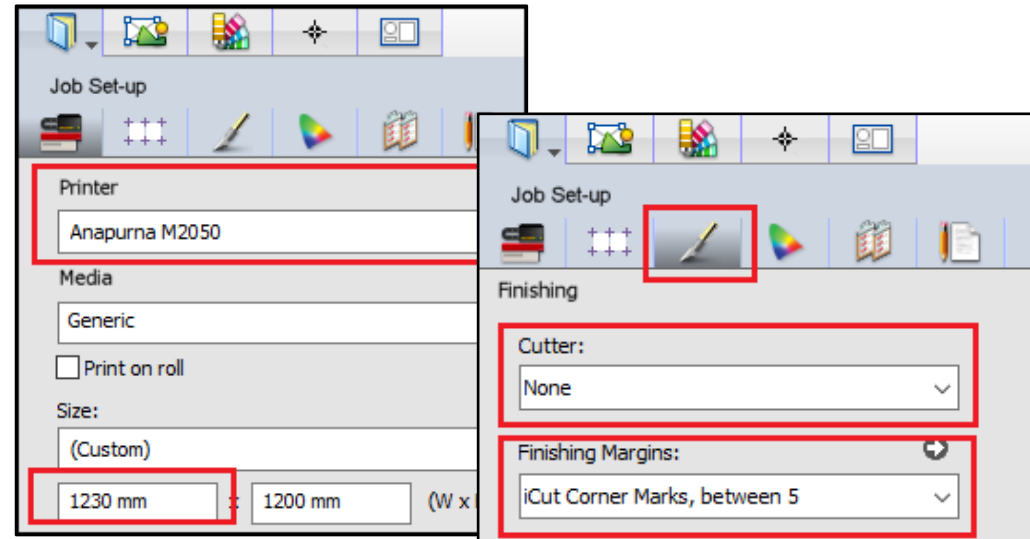 Job Set-up
Printer
Anapurna M2050
Media
Generic
Print on roll
Size:
(Custom)
1230 mm x 1200 mm (W x
Job Set-up
Finishing
Cutter:
None
Finishing Margins:
iCut Corner Marks, between 5